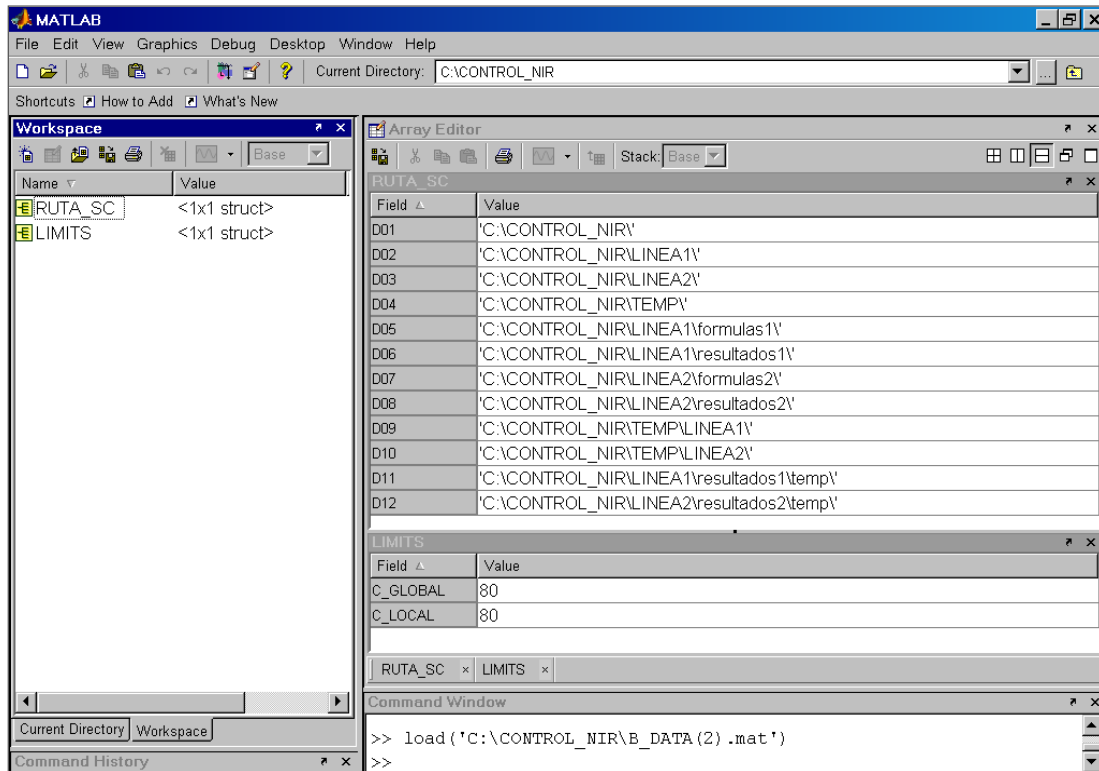 MATLAB
File Edit View Graphics Debug Desktop Window Help
Current Directory: C:\CONTROL_NIR
...
Shortcuts How to Add What's New
Workspace
Base
Name Value
RUTA_SC <1x1 struct>
LIMITS <1x1 struct>
Current Directory Workspace
Command History
Array Editor
Stack: Base
RUTA_SC
Field Value
D01 'C:\CONTROL_NIR\'
D02 'C:\CONTROL_NIR\LINEA1\'
D03 'C:\CONTROL_NIR\LINEA2\'
D04 'C:\CONTROL_NIR\TEMP\'
D05 'C:\CONTROL_NIR\LINEA1\formulas1\'
D06 'C:\CONTROL_NIR\LINEA1\resultados1\'
D07 'C:\CONTROL_NIR\LINEA2\formulas2\'
D08 'C:\CONTROL_NIR\LINEA2\resultados2\'
D09 'C:\CONTROL_NIR\TEMP\LINEA1\'
D10 'C:\CONTROL_NIR\TEMP\LINEA2\'
D11 'C:\CONTROL_NIR\LINEA1\resultados1\temp\'
D12 'C:\CONTROL_NIR\LINEA2\resultados2\temp\'
LIMITS
Field Value
C_GLOBAL 80
C_LOCAL 80
RUTA_SC LIMITS
Command Window
>> load('C:\CONTROL_NIR\B_DATA(2).mat')
>>